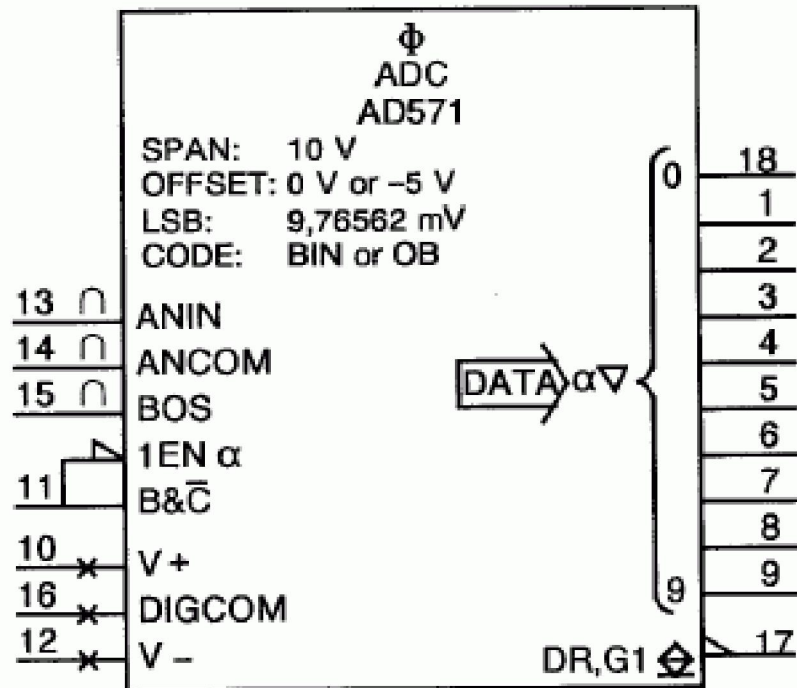 Φ
ADC
AD571
SPAN: 10 V
OFFSET: 0 V or –5 V
LSB: 9,76562 mV
CODE: BIN or OB
13 ∩ ANIN
14 ∩ ANCOM
15 ∩ BOS
1EN α
11 B&C̅
10 V+
16 DIGCOM
12 V–
DATA α▽
0 18
1
2
3
4
5
6
7
8
9 9
DR,G1 17